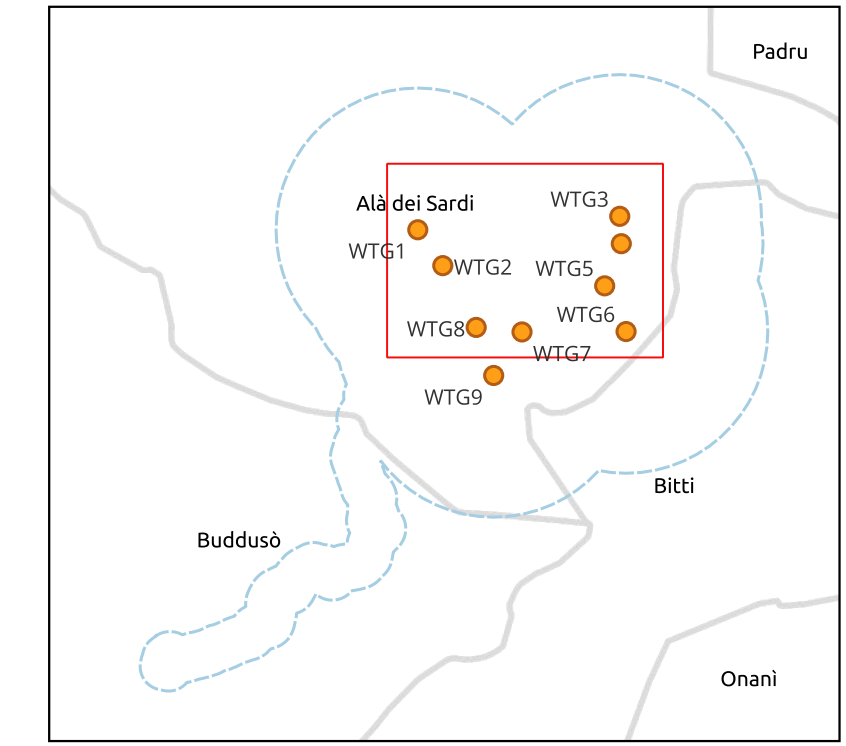 Padru
Alà dei Sardi
WTG3
WTG1
WTG2
WTG5
WTG6
WTG8
WTG7
WTG9
Bitti
Buddusò
Onanì